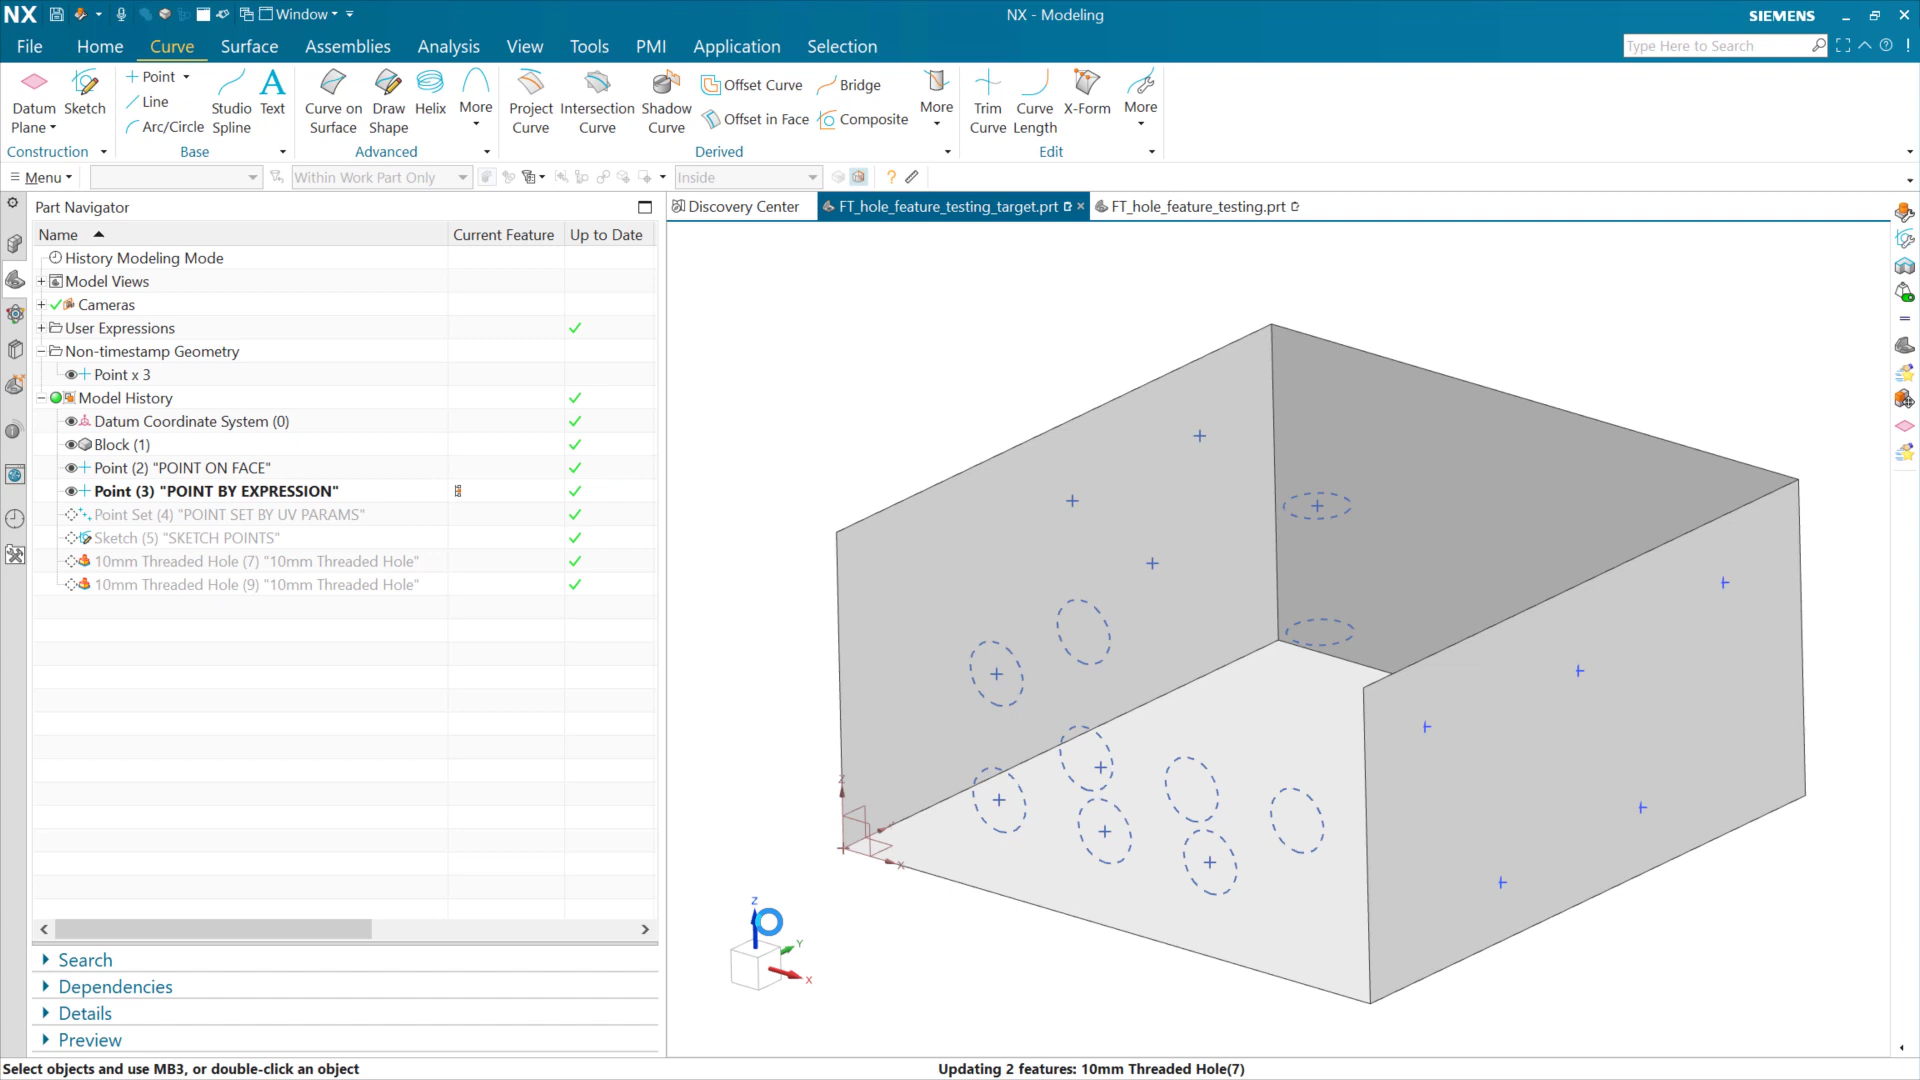 NX Window NX - Modeling SIEMENS
File Home Curve Surface Assemblies Analysis View Tools PMI Application Selection Type Here to Search
Datum Plane Sketch Point Line Arc/Circle Studio Spline Text Curve on Surface Draw Shape Helix More Project Curve Intersection Curve Shadow Curve Offset Curve Offset in Face Bridge Composite More Trim Curve Curve Length X-Form More
Construction Base Advanced Derived Edit
Menu Within Work Part Only Inside
Part Navigator Discovery Center FT_hole_feature_testing_target.prt FT_hole_feature_testing.prt
Name Current Feature Up to Date
History Modeling Mode
Model Views
Cameras
User Expressions
Non-timestamp Geometry
Point x 3
Model History
Datum Coordinate System (0)
Block (1)
Point (2) "POINT ON FACE"
Point (3) "POINT BY EXPRESSION"
Point Set (4) "POINT SET BY UV PARAMS"
Sketch (5) "SKETCH POINTS"
10mm Threaded Hole (7) "10mm Threaded Hole"
10mm Threaded Hole (9) "10mm Threaded Hole"
Z
X
Z
Y
X
Search
Dependencies
Details
Preview
Select objects and use MB3, or double-click an object Updating 2 features: 10mm Threaded Hole(7)